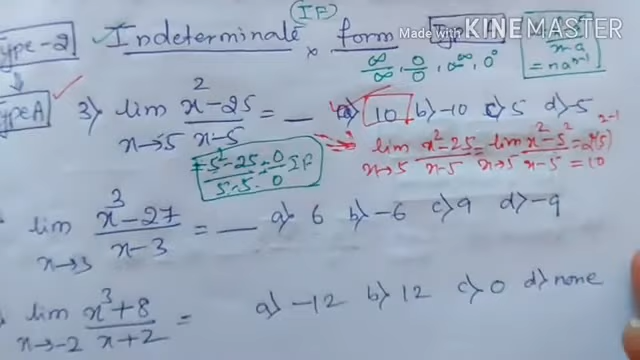 (IF)
Made with KINEMASTER
Type-2 ✓Indeterminate form
∞/∞, 0/0, ∞^∞, 0^0
x-a
= na^(n-1)
Type A ✓
3) lim x→5 (x²-25)/(x-5) = __ a) 10 b) -10 c) 5 d) -5
= (5²-25)/(5-5) = 0/0 IF
lim x→5 (x²-25)/(x-5) = lim x→5 (x²-5²)/(x-5) = 2(5)^(2-1)
= 10
lim x→3 (x³-27)/(x-3) = __ a) 6 b) -6 c) 9 d) -9
lim x→-2 (x³+8)/(x+2) = a) -12 b) 12 c) 0 d) none